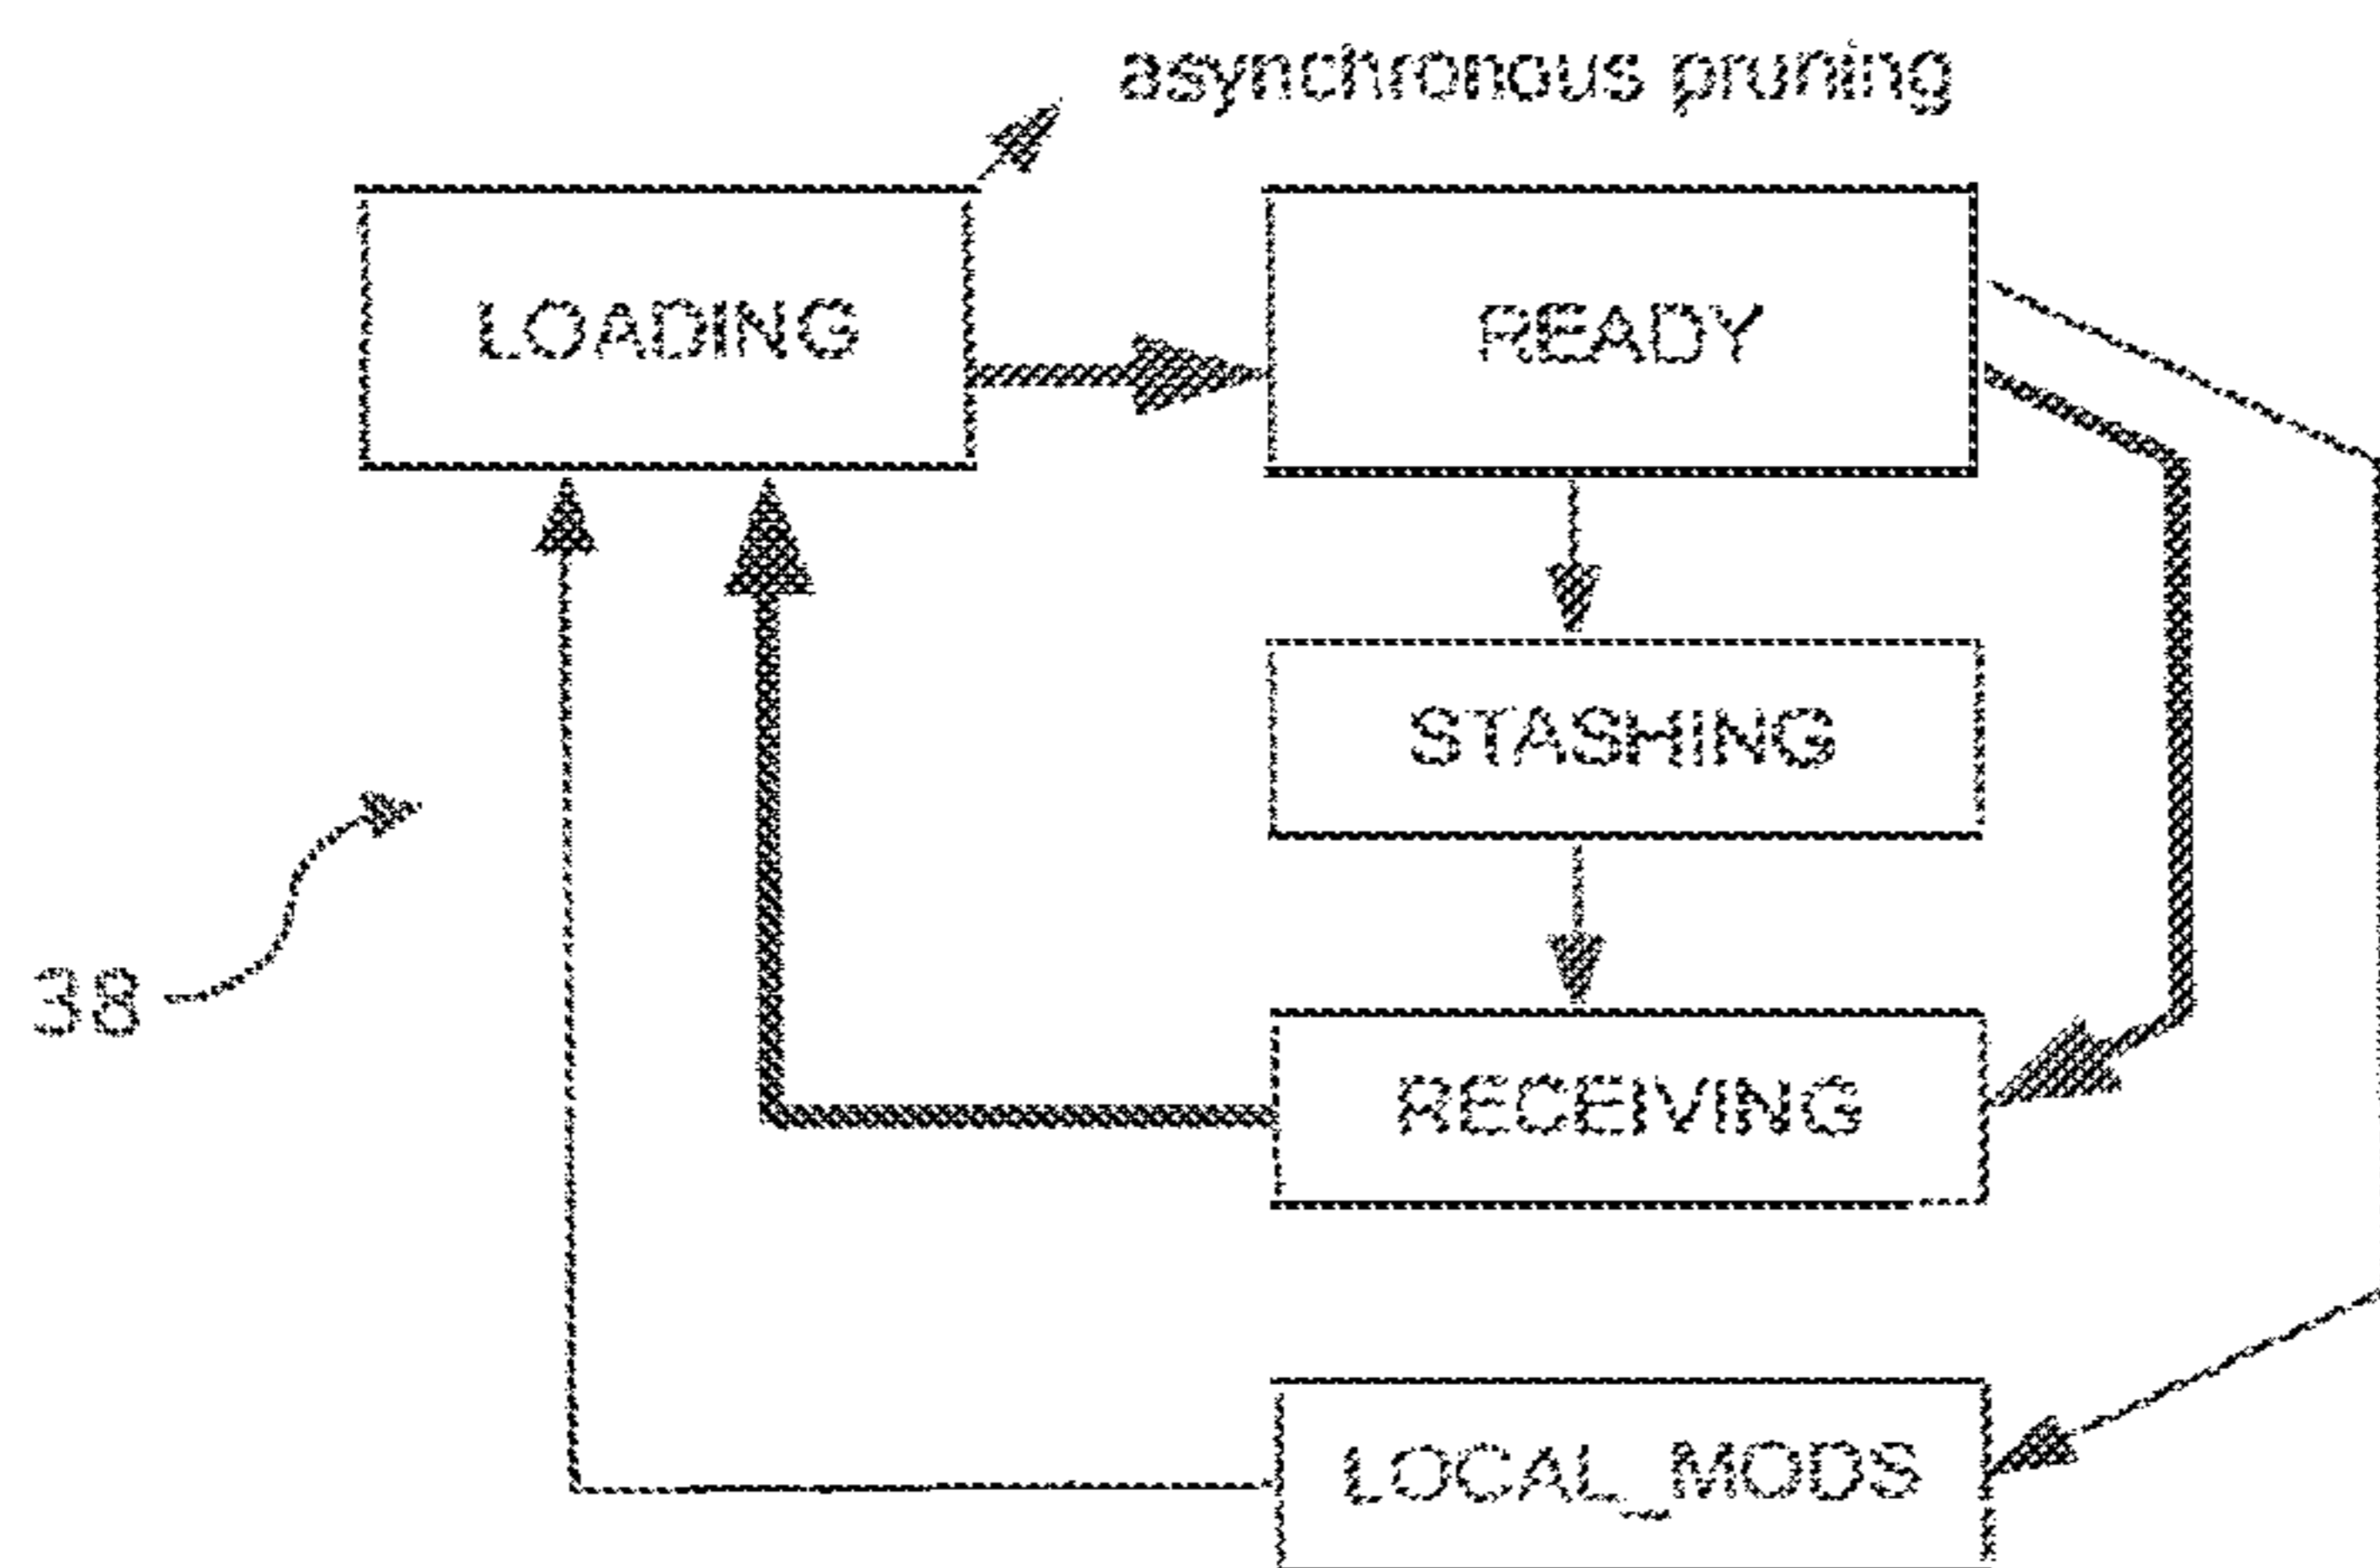 asynchronous pruning
LOADING
READY
STASHING
38
RECEIVING
LOCAL_MODS